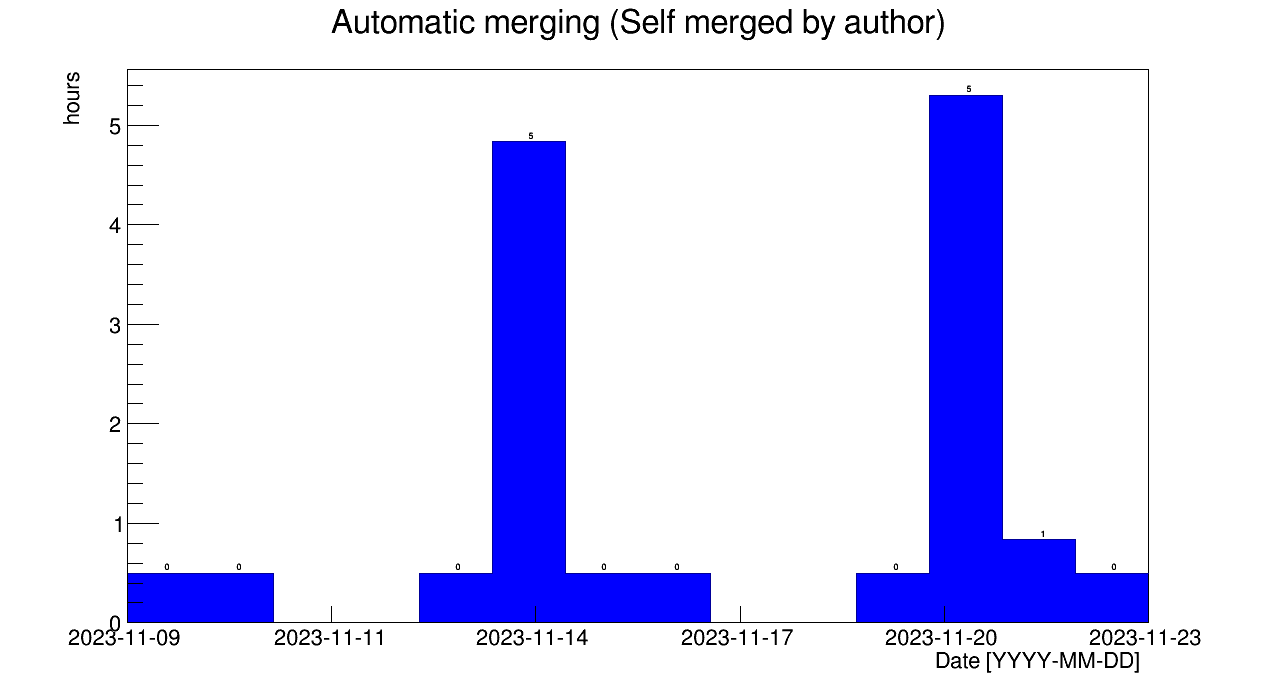 Automatic merging (Self merged by author)
hours
5
4
3
2
1
0
0 0 0 5 0 0 0 5 1 0
2023-11-09 2023-11-11 2023-11-14 2023-11-17 2023-11-20 2023-11-23
Date [YYYY-MM-DD]